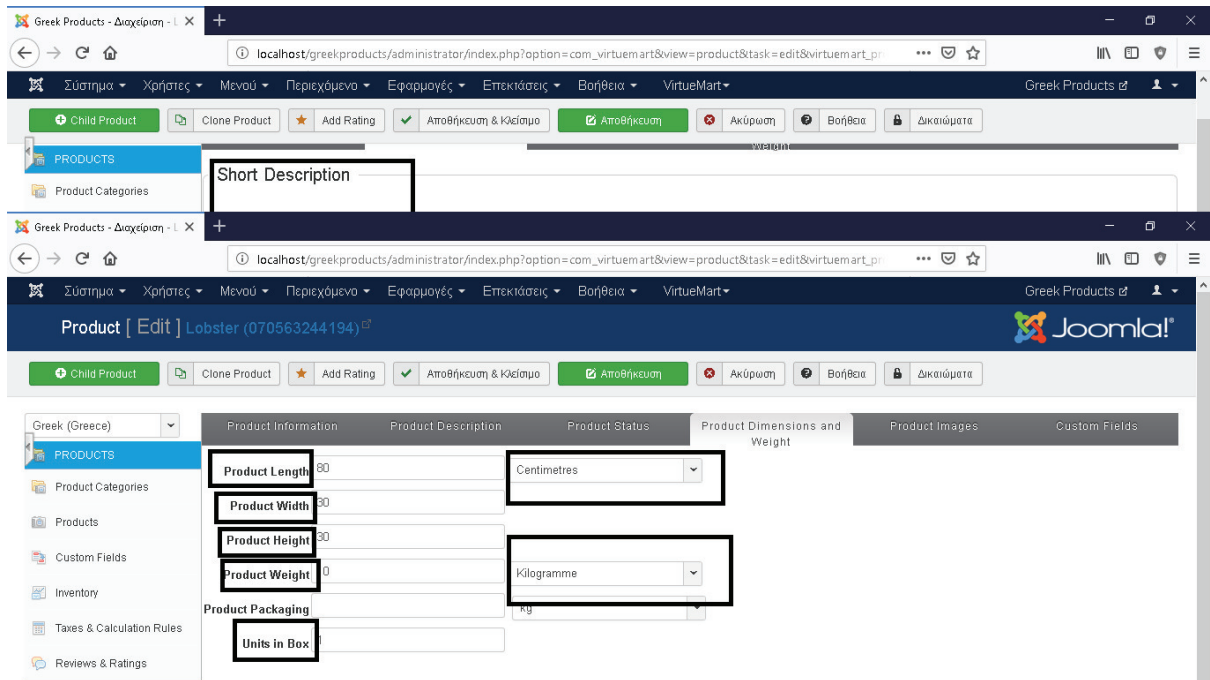 Greek Products - Διαχείριση - L
localhost/greekproducts/administrator/index.php?option=com_virtuemart&view=product&task=edit&virtuemart_pr
Σύστημα Χρήστες Μενού Περιεχόμενο Εφαρμογές Επεκτάσεις Βοήθεια VirtueMart Greek Products
Child Product Clone Product Add Rating Αποθήκευση & Κλείσιμο Αποθήκευση Ακύρωση Βοήθεια Δικαιώματα
PRODUCTS Weight
Short Description
Product Categories
Greek Products - Διαχείριση - L
localhost/greekproducts/administrator/index.php?option=com_virtuemart&view=product&task=edit&virtuemart_pr
Σύστημα Χρήστες Μενού Περιεχόμενο Εφαρμογές Επεκτάσεις Βοήθεια VirtueMart Greek Products
Product [ Edit ] Lobster (070563244194) Joomla!
Child Product Clone Product Add Rating Αποθήκευση & Κλείσιμο Αποθήκευση Ακύρωση Βοήθεια Δικαιώματα
Greek (Greece) Product Information Product Description Product Status Product Dimensions and Weight Product Images Custom Fields
PRODUCTS
Product Length 80 Centimetres
Product Categories
Product Width 30
Products
Product Height 30
Custom Fields
Product Weight 0 Kilogramme
Inventory
Product Packaging kg
Taxes & Calculation Rules
Units in Box
Reviews & Ratings